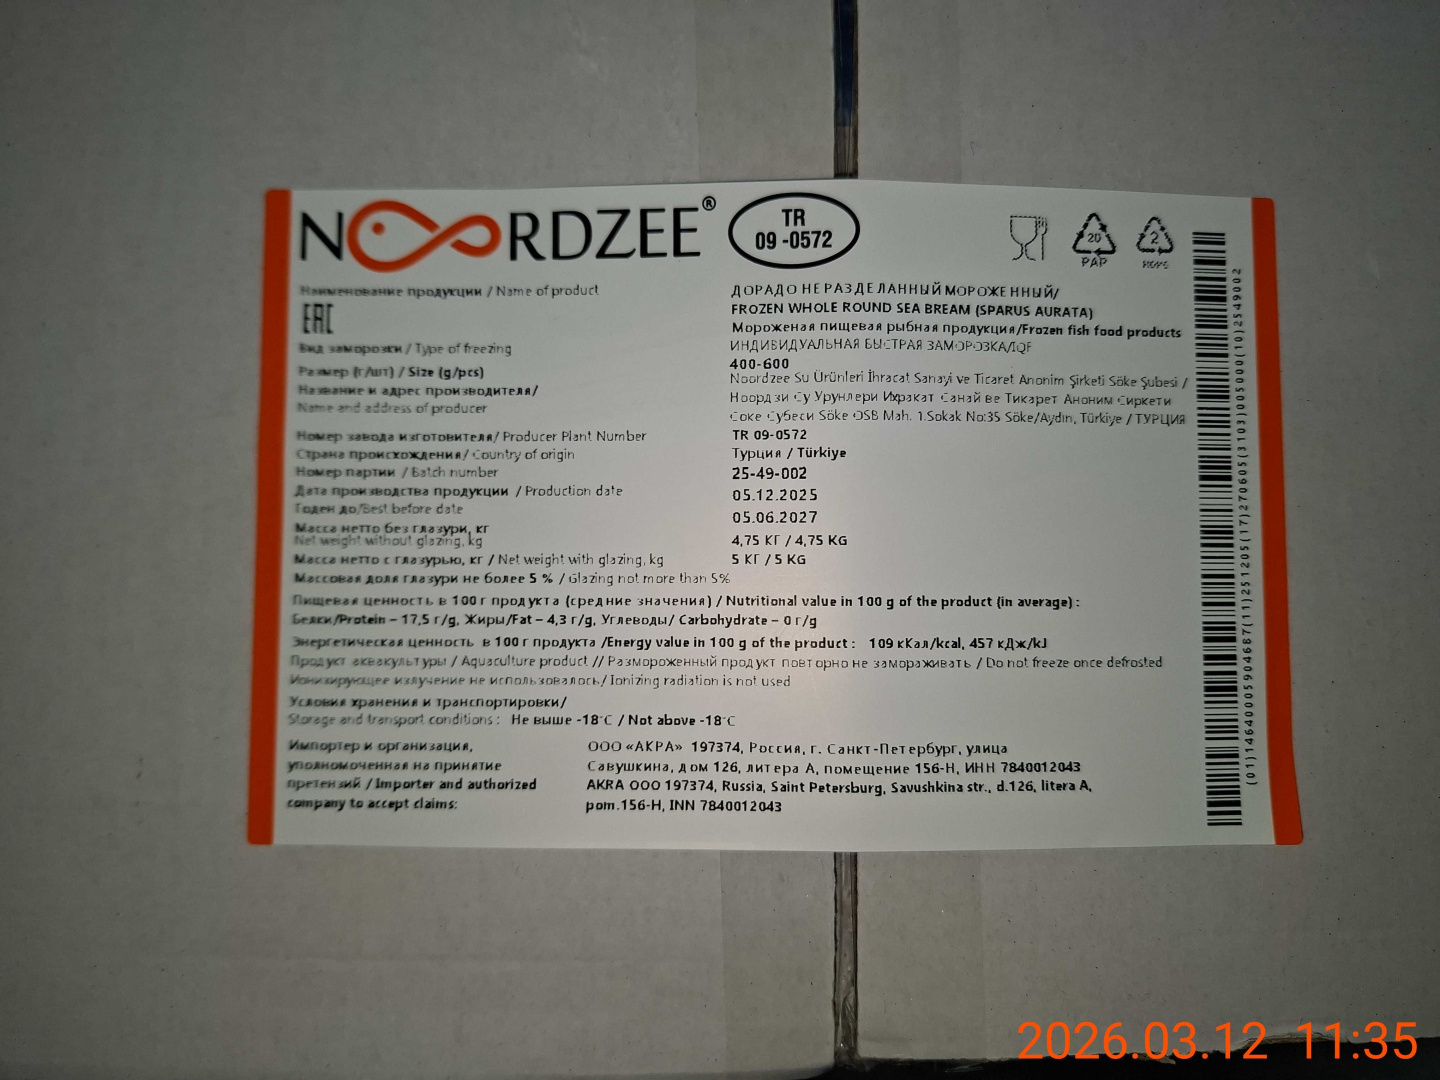 NOORDZEE®
TR
09 -0572
20
PAP
2
HDPE
Наименование продукции / Name of product
ДОРАДО НЕРАЗДЕЛАННЫЙ МОРОЖЕННЫЙ/
FROZEN WHOLE ROUND SEA BREAM (SPARUS AURATA)
EAC
Мороженая пищевая рыбная продукция/Frozen fish food products
Вид заморозки / Type of freezing
ИНДИВИДУАЛЬНАЯ БЫСТРАЯ ЗАМОРОЗКА/IQF
Размер (г/шт) / Size (g/pcs)
400-600
Название и адрес производителя/
Name and address of producer
Noordzee Su Ürünleri İhracat Sanayi ve Ticaret Anonim Şirketi Söke Şubesi /
Ноордзи Су Урунлери Ихракат Санай ве Тикарет Аноним Сиркети
Соке Субеси Söke OSB Mah. 1.Sokak No:35 Söke/Aydın, Türkiye / ТУРЦИЯ
Номер завода изготовителя/ Producer Plant Number
TR 09-0572
Страна происхождения/ Country of origin
Турция / Türkiye
Номер партии / Batch number
25-49-002
Дата производства продукции / Production date
05.12.2025
Годен до/Best before date
05.06.2027
Масса нетто без глазури, кг
Net weight without glazing, kg
4,75 КГ / 4,75 KG
Масса нетто с глазурью, кг / Net weight with glazing, kg
5 КГ / 5 KG
Массовая доля глазури не более 5 % / Glazing not more than 5%
Пищевая ценность в 100 г продукта (средние значения) / Nutritional value in 100 g of the product (in average) :
Белки/Protein – 17,5 г/g, Жиры/Fat – 4,3 г/g, Углеводы/ Carbohydrate – 0 г/g
Энергетическая ценность в 100 г продукта /Energy value in 100 g of the product : 109 кКал/kcal, 457 кДж/kJ
Продукт аквакультуры / Aquaculture product // Размороженный продукт повторно не замораживать / Do not freeze once defrosted
Ионизирующее излучение не использовалось/ Ionizing radiation is not used
Условия хранения и транспортировки/
Storage and transport conditions : Не выше -18°C / Not above -18°C
Импортер и организация,
уполномоченная на принятие
претензий / Importer and authorized
company to accept claims:
ООО «АКРА» 197374, Россия, г. Санкт-Петербург, улица
Савушкина, дом 126, литера А, помещение 156-Н, ИНН 7840012043
AKRA OOO 197374, Russia, Saint Petersburg, Savushkina str., d.126, litera A,
pom.156-H, INN 7840012043
(01)14640005904687(11)251205(17)270605(3103)005000(10)2549002
2026.03.12 11:35